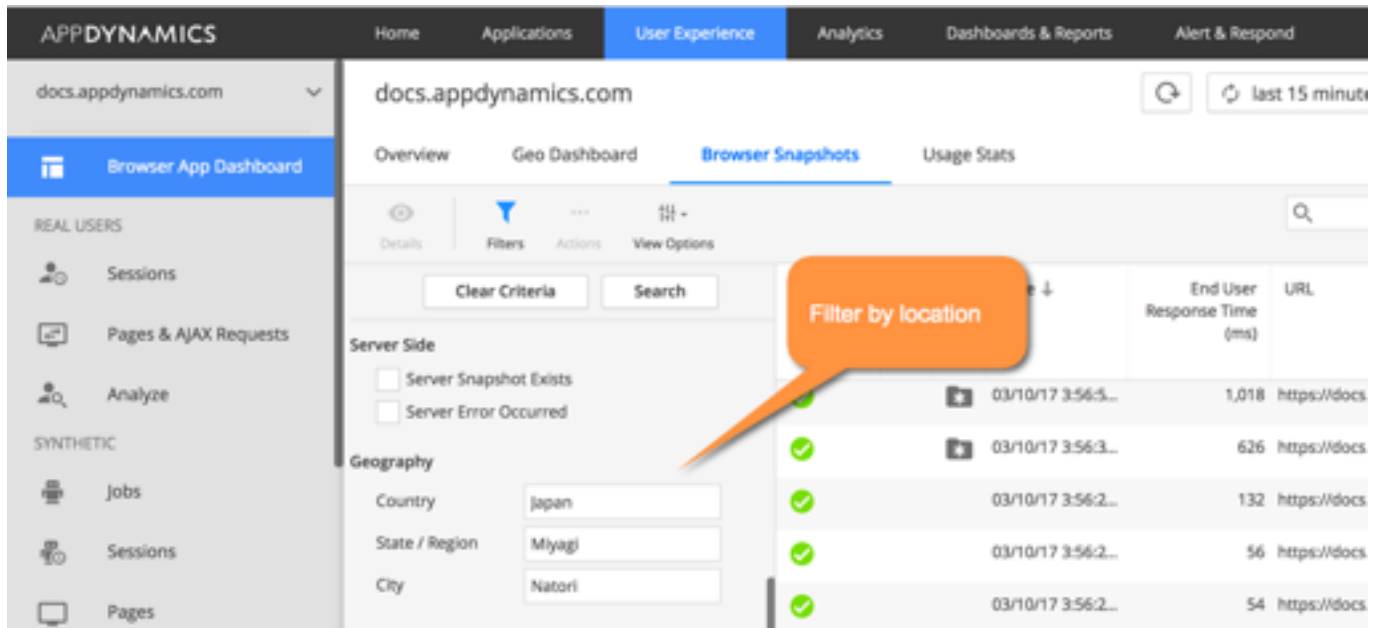 APPDYNAMICS Home Applications User Experience Analytics Dashboards & Reports Alert & Respond
docs.appdynamics.com
docs.appdynamics.com
last 15 minute
Browser App Dashboard
Overview Geo Dashboard Browser Snapshots Usage Stats
REAL USERS
Sessions
Pages & AJAX Requests
Analyze
SYNTHETIC
Jobs
Sessions
Pages
Details Filters Actions View Options
Clear Criteria Search
Server Side
Server Snapshot Exists
Server Error Occurred
Geography
Country Japan
State / Region Miyagi
City Natori
Filter by location
e ↓ End User URL
Response Time
(ms)
03/10/17 3:56:5... 1,018 https://docs.
03/10/17 3:56:3... 626 https://docs.
03/10/17 3:56:2... 132 https://docs.
03/10/17 3:56:2... 56 https://docs.
03/10/17 3:56:2... 54 https://docs.